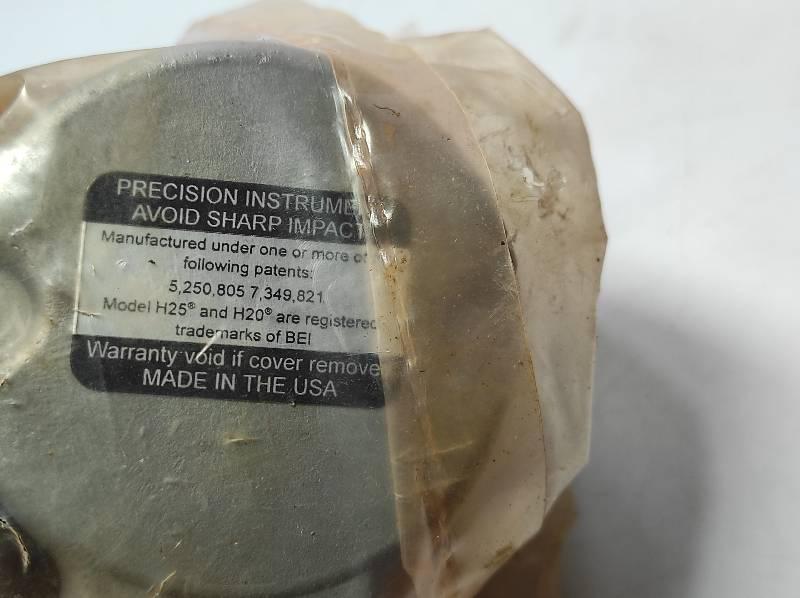 PRECISION INSTRUME
AVOID SHARP IMPACT
Manufactured under one or more of
following patents:
5,250,805 7,349,821
Model H25® and H20® are registered
trademarks of BEI
Warranty void if cover remove
MADE IN THE USA